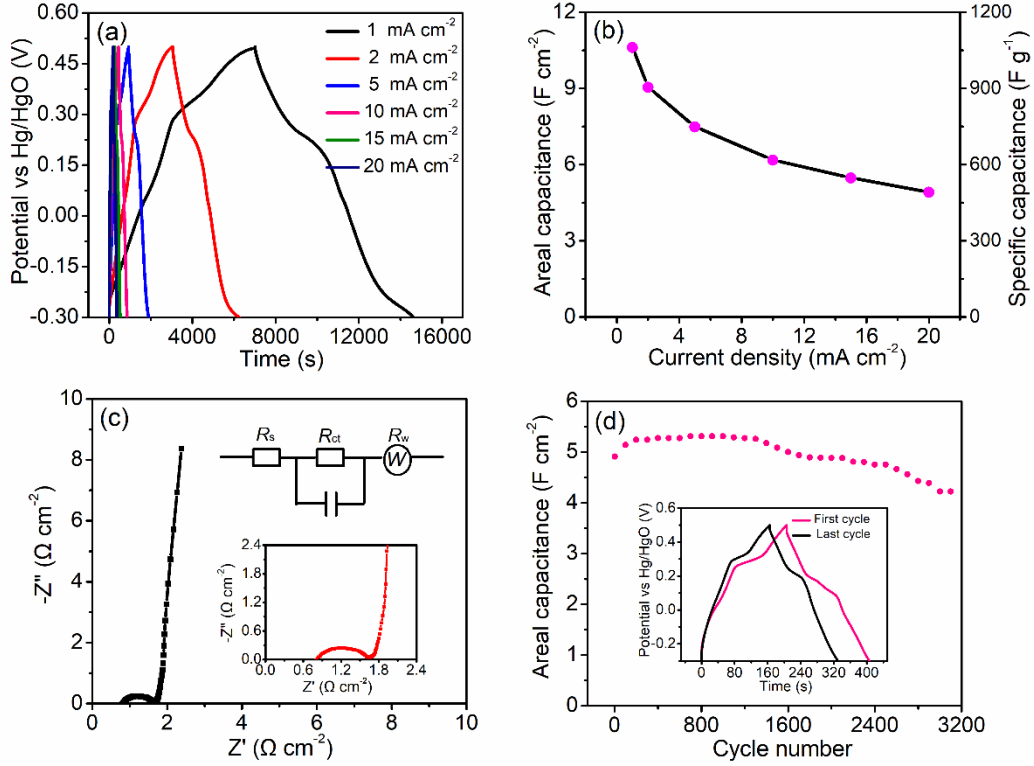 (a)
1 mA cm-2
2 mA cm-2
5 mA cm-2
10 mA cm-2
15 mA cm-2
20 mA cm-2
0.60
0.45
0.30
0.15
0.00
-0.15
-0.30
Potential vs Hg/HgO (V)
0 4000 8000 12000 16000
Time (s)
(b)
12
9
6
3
0
Areal capacitance (F cm-2)
1200
900
600
300
0
Specific capacitance (F g-1)
0 5 10 15 20
Current density (mA cm-2)
(c)
10
8
6
4
2
0
-Z" (Ω cm-2)
Rs Rct Rw
W
2.4
1.8
1.2
0.6
0.0
-Z" (Ω cm-2)
0.0 0.6 1.2 1.8 2.4
Z' (Ω cm-2)
0 2 4 6 8 10
Z' (Ω cm-2)
(d)
6
5
4
3
2
1
0
Areal capacitance (F cm-2)
First cycle
Last cycle
0.6
0.4
0.2
0.0
-0.2
Potential vs Hg/HgO (V)
0 80 160 240 320 400
Time (s)
0 800 1600 2400 3200
Cycle number